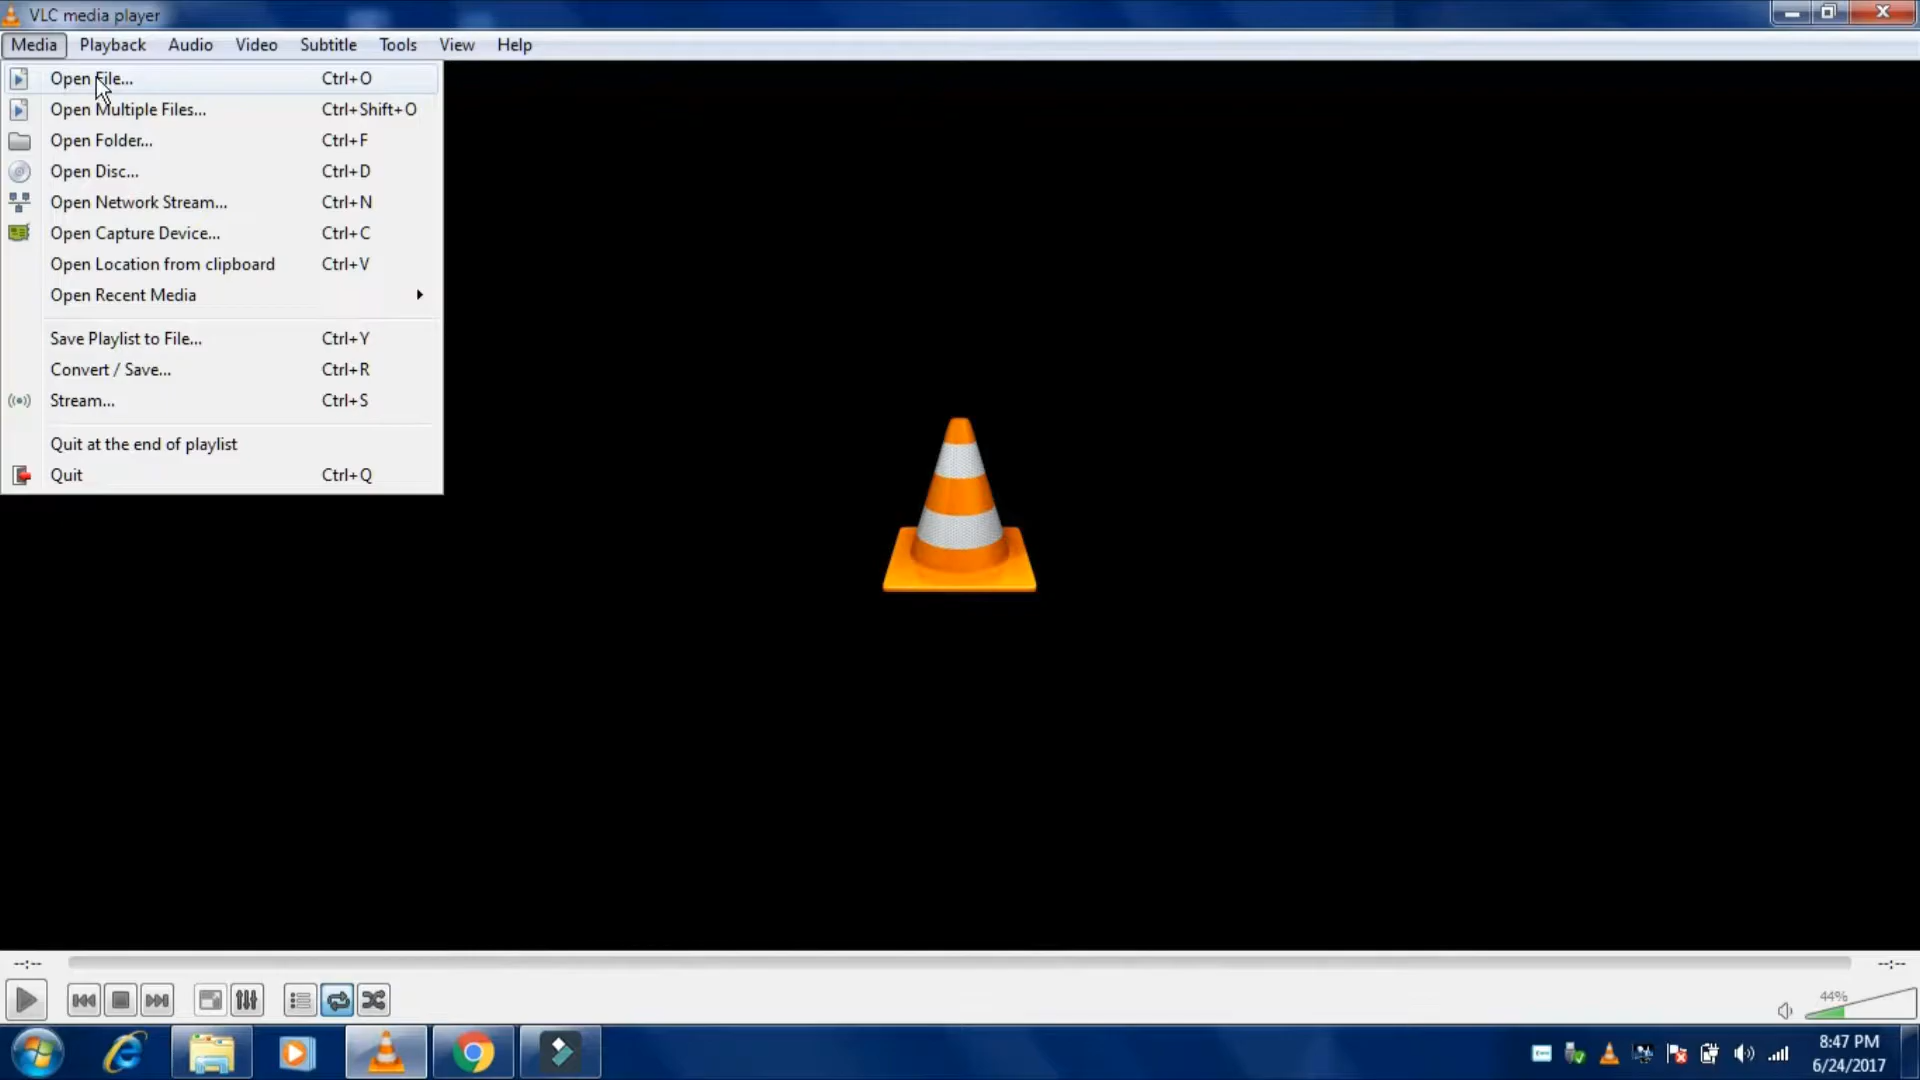 VLC media player
Media Playback Audio Video Subtitle Tools View Help
Open File... Ctrl+O
Open Multiple Files... Ctrl+Shift+O
Open Folder... Ctrl+F
Open Disc... Ctrl+D
Open Network Stream... Ctrl+N
Open Capture Device... Ctrl+C
Open Location from clipboard Ctrl+V
Open Recent Media
Save Playlist to File... Ctrl+Y
Convert / Save... Ctrl+R
Stream... Ctrl+S
Quit at the end of playlist
Quit Ctrl+Q
--:-- --:--
44%
8:47 PM
6/24/2017